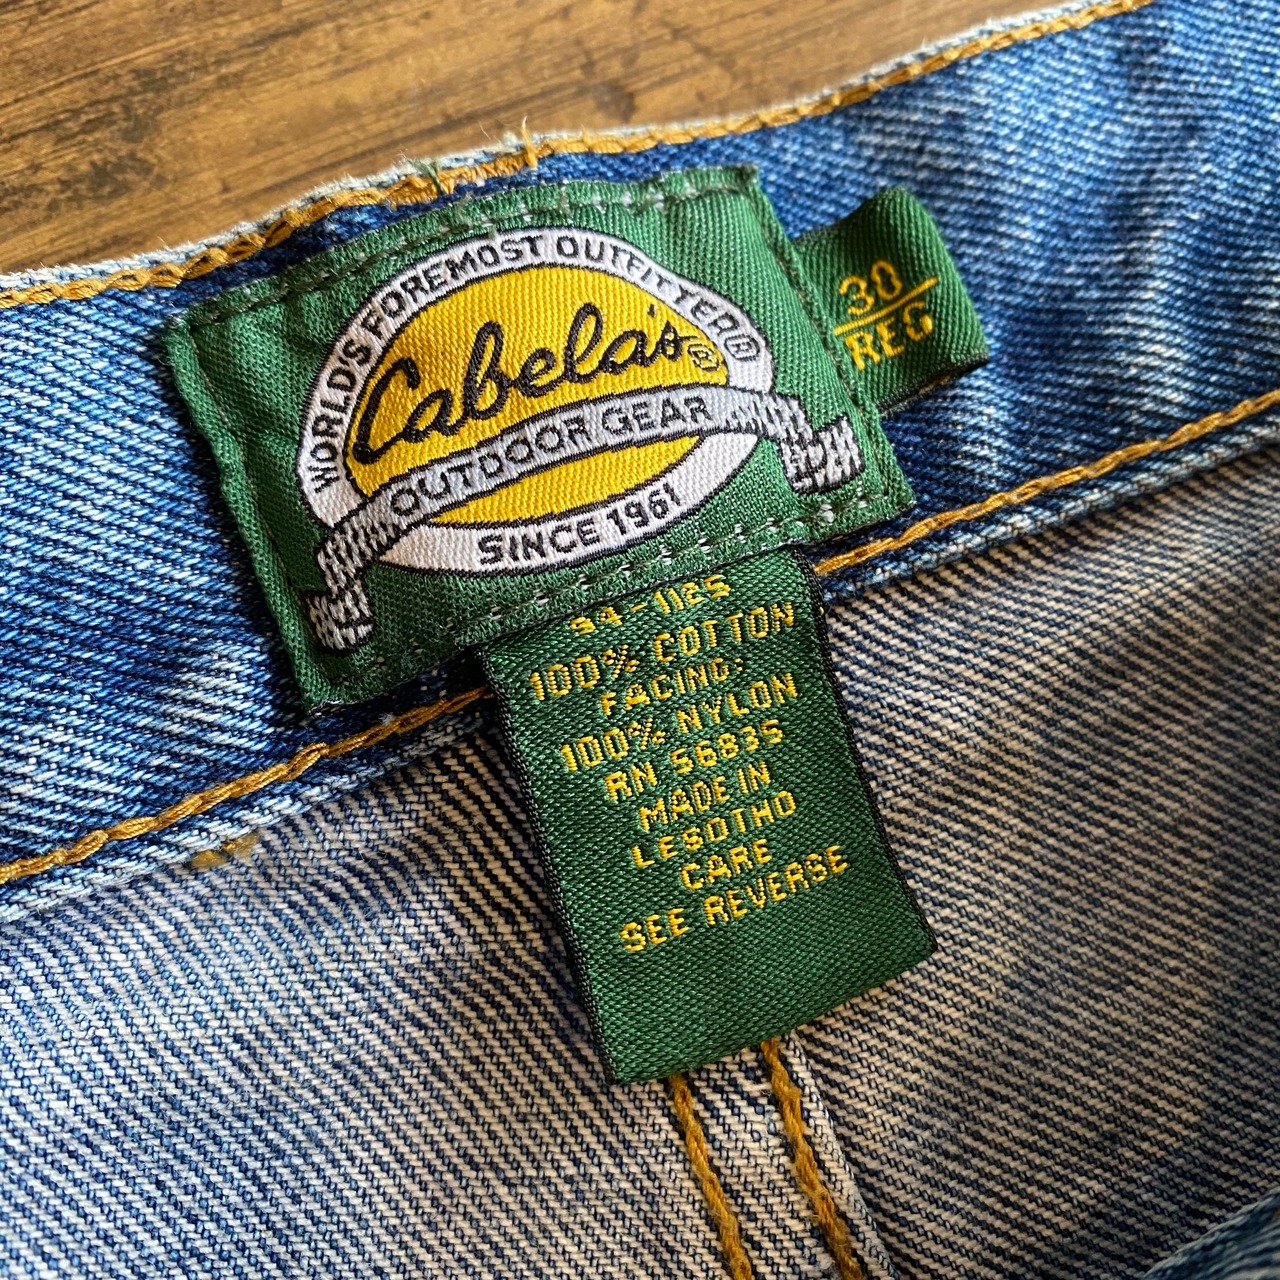 WORLD'S FOREMOST OUTFITTER®
Cabela's®
OUTDOOR GEAR
SINCE 1961
30
REG
94-1125
100% COTTON
FACING:
100% NYLON
RN 56835
MADE IN
LESOTHO
CARE
SEE REVERSE